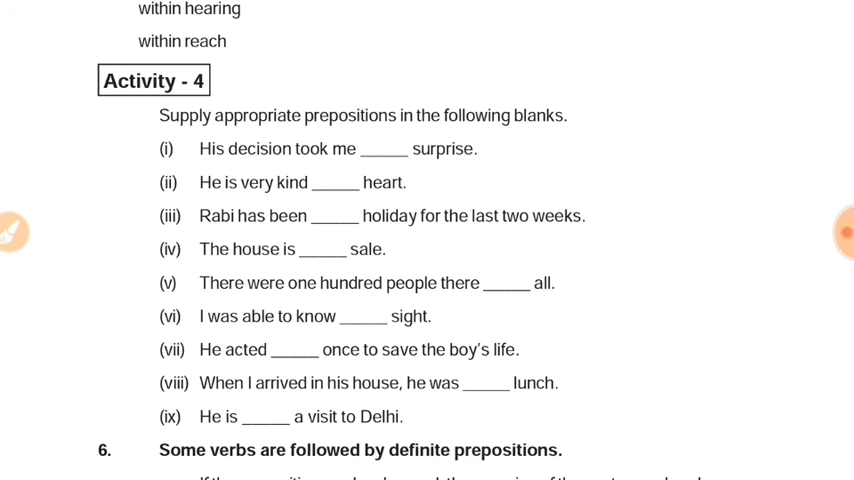 within hearing
within reach
Activity - 4
Supply appropriate prepositions in the following blanks.
(i) His decision took me _____ surprise.
(ii) He is very kind _____ heart.
(iii) Rabi has been _____ holiday for the last two weeks.
(iv) The house is _____ sale.
(v) There were one hundred people there _____ all.
(vi) I was able to know _____ sight.
(vii) He acted _____ once to save the boy's life.
(viii) When I arrived in his house, he was _____ lunch.
(ix) He is _____ a visit to Delhi.
6. Some verbs are followed by definite prepositions.